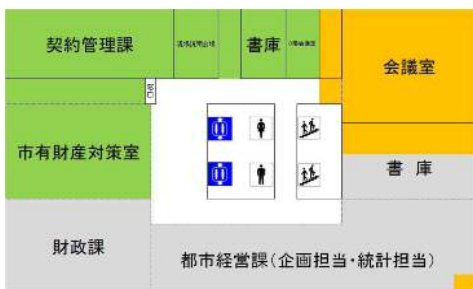 契約管理課
書庫
会議室
市有財産対策室
書庫
財政課
都市経営課(企画担当・統計担当)